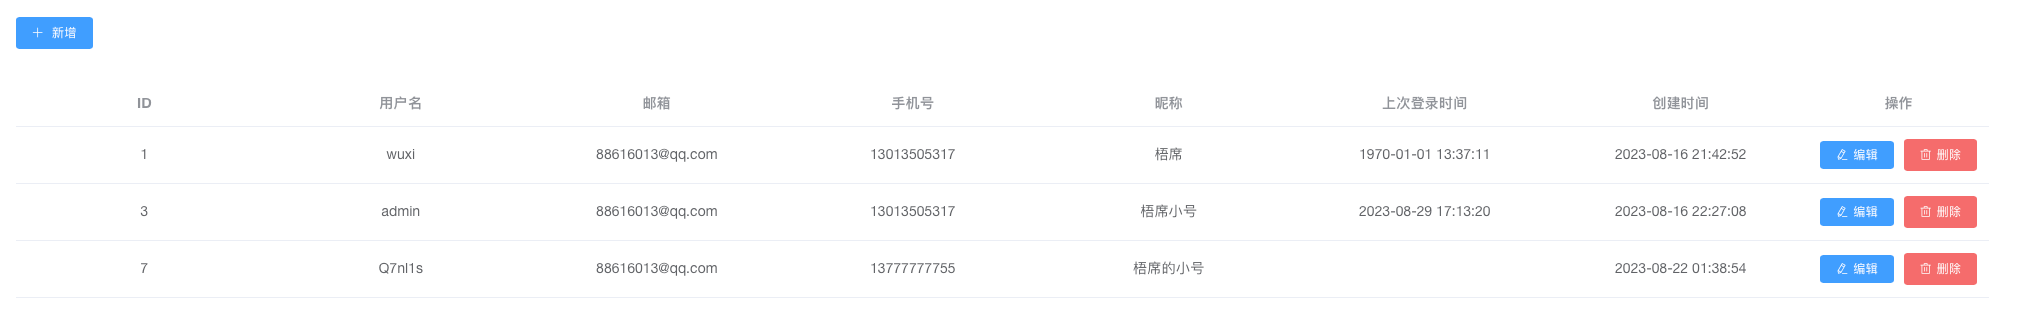 新增
ID 用户名 邮箱 手机号 昵称 上次登录时间 创建时间 操作
1 wuxi 88616013@qq.com 13013505317 梧席 1970-01-01 13:37:11 2023-08-16 21:42:52 编辑 删除
3 admin 88616013@qq.com 13013505317 梧席小号 2023-08-29 17:13:20 2023-08-16 22:27:08 编辑 删除
7 Q7nl1s 88616013@qq.com 13777777755 梧席的小号 2023-08-22 01:38:54 编辑 删除